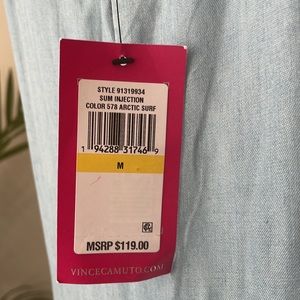 STYLE 91319934
SUM INJECTION
COLOR 578 ARCTIC SURF
1 94288 31746 9
M
MSRP $119.00
VINCECAMUTO.COM